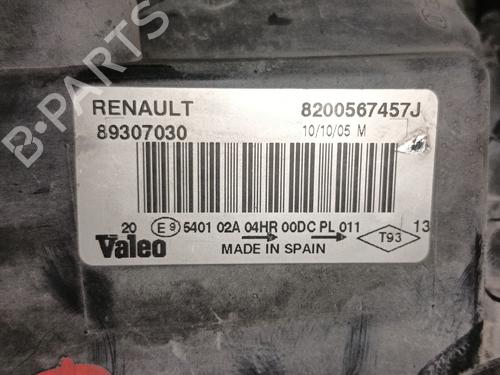 B-PARTS
RENAULT 8200567457J
89307030 10/10/05 M
20 E9 5401 02A 04HR 00DC PL 011 13
Valeo MADE IN SPAIN T93